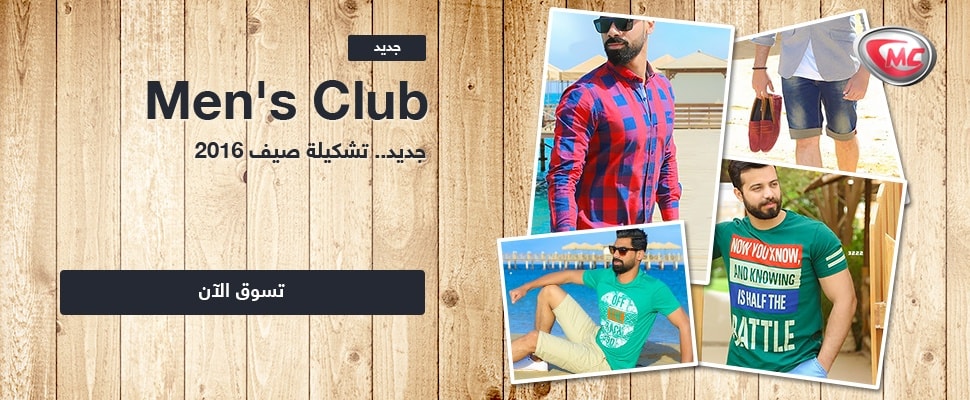 جديد
Men's Club
جديد.. تشكيلة صيف 2016
تسوق الآن
MC
NOW YOU KNOW,
AND KNOWING
IS HALF THE
BATTLE
OFF